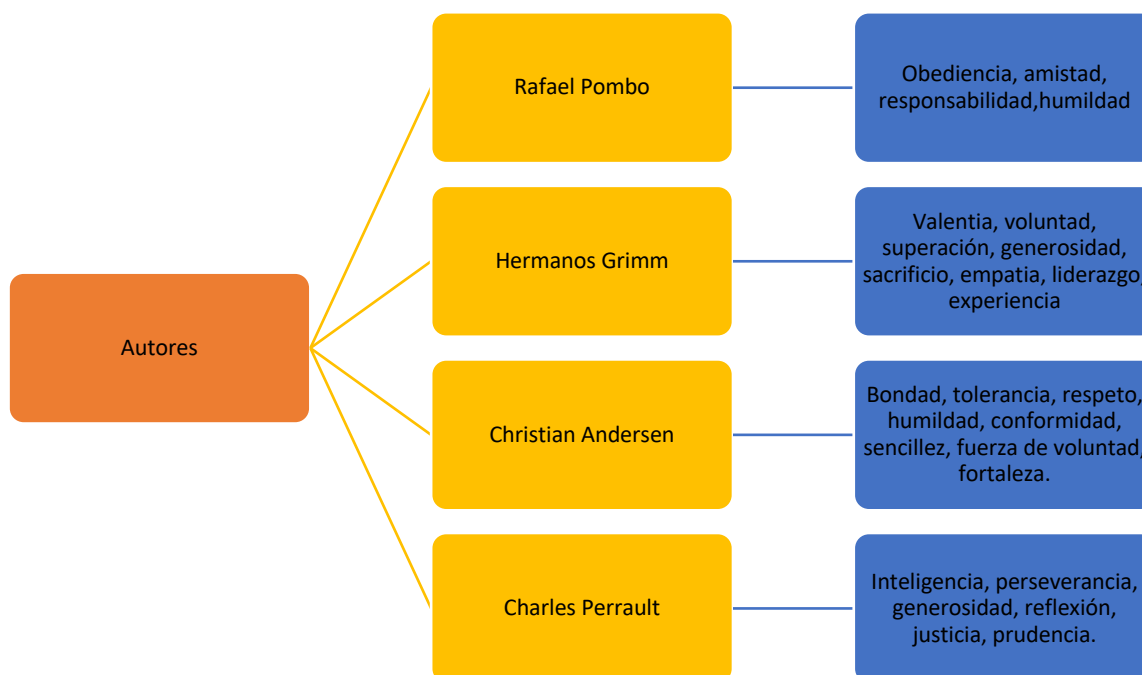 Autores
Rafael Pombo
Obediencia, amistad,
responsabilidad,humildad
Hermanos Grimm
Valentia, voluntad,
superación, generosidad,
sacrificio, empatia, liderazgo,
experiencia
Christian Andersen
Bondad, tolerancia, respeto,
humildad, conformidad,
sencillez, fuerza de voluntad,
fortaleza.
Charles Perrault
Inteligencia, perseverancia,
generosidad, reflexión,
justicia, prudencia.